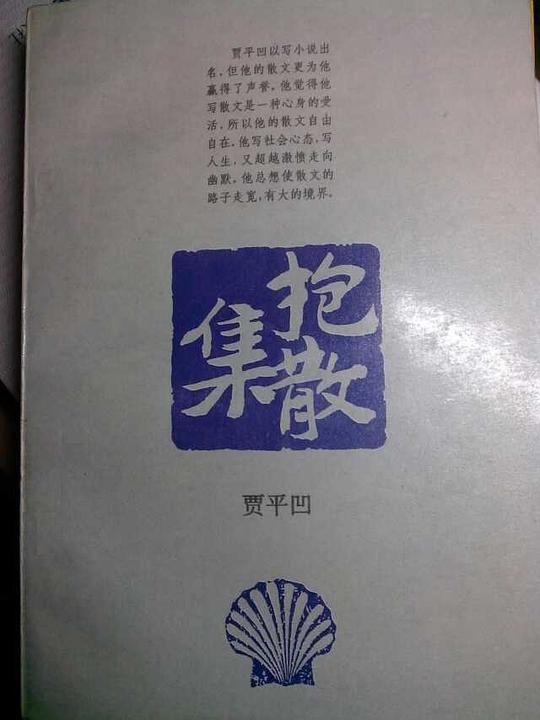 贾平凹以写小说出
名，但他的散文更为他
赢得了声誉。他觉得他
写散文是一种心身的爱
活，所以他的散文自由
自在。他写社会心态，写
人生，又超越激愤走向
幽默。他总想使散文的
路子走宽，有大的境界。
抱散集
贾平凹